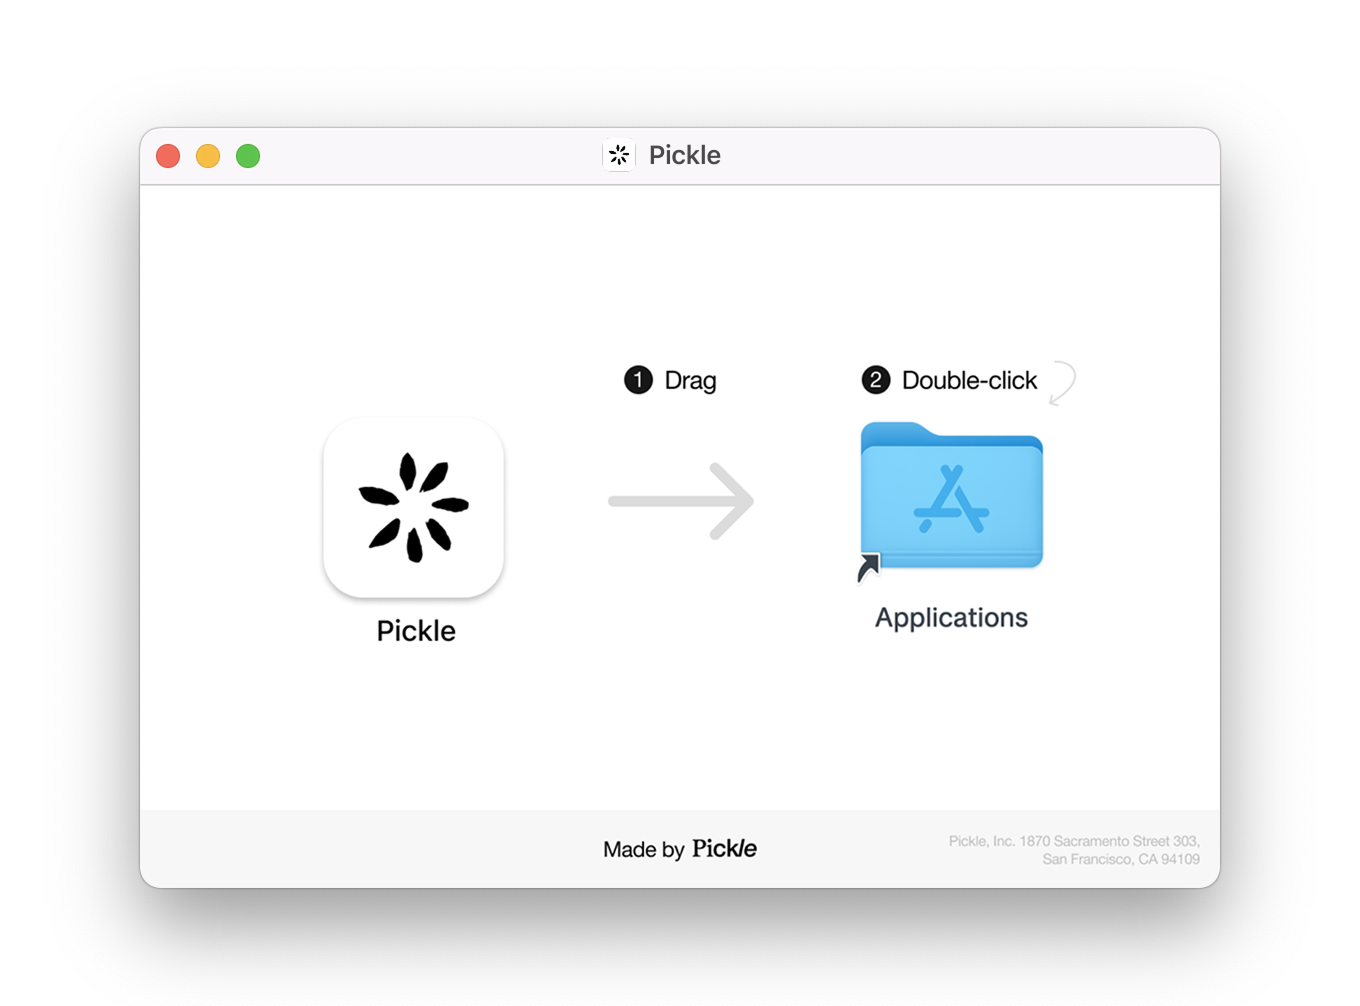 Pickle
1 Drag
2 Double-click
Pickle
Applications
Made by Pickle
Pickle, Inc. 1870 Sacramento Street 303,
San Francisco, CA 94109